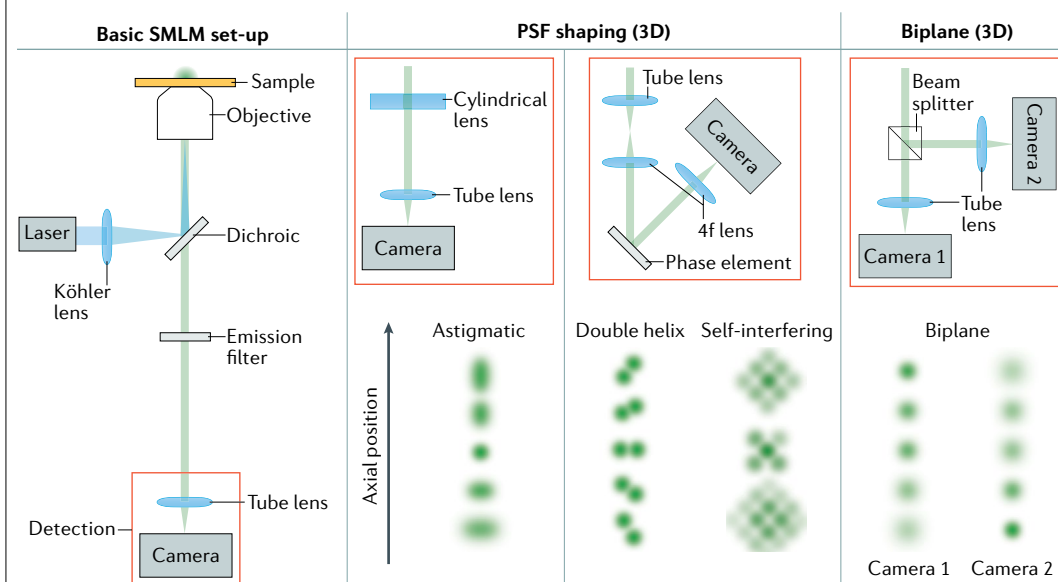 Basic SMLM set-up
Sample
Objective
Laser
Dichroic
Köhler
lens
Emission
filter
Tube lens
Detection
Camera
PSF shaping (3D)
Cylindrical
lens
Tube lens
Camera
Tube lens
Camera
4f lens
Phase element
Axial position
Astigmatic
Double helix
Self-interfering
Biplane (3D)
Beam
splitter
Camera 2
Tube
lens
Camera 1
Biplane
Camera 1
Camera 2